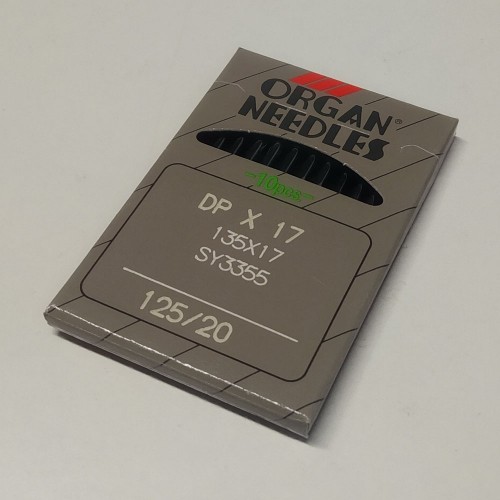 ORGAN®
NEEDLES
-10pcs-
DP X 17
135X17
SY3355
125/20